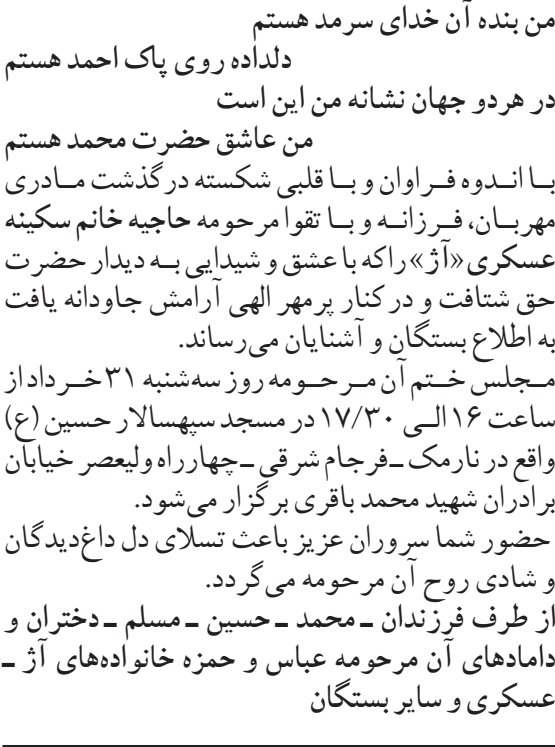 من بنده آن خدای سرمد هستم
دلداده روی پاک احمد هستم
در هردو جهان نشانه من این است
من عاشق حضرت محمد هستم
با اندوه فراوان و با قلبی شکسته درگذشت مادری
مهربان، فرزانه و با تقوا مرحومه حاجیه خانم سکینه
عسکری «آژ» راکه با عشق و شیدایی به دیدار حضرت
حق شتافت و در کنار پرمهر الهی آرامش جاودانه یافت
به اطلاع بستگان و آشنایان می‌رساند.
مجلس ختم آن مرحومه روز سه‌شنبه ۳۱ خرداد از
ساعت ۱۶ الی ۱۷/۳۰ در مسجد سپهسالار حسین (ع)
واقع در نارمک ـ فرجام شرقی ـ چهارراه ولیعصر خیابان
برادران شهید محمد باقری برگزار می‌شود.
حضور شما سروران عزیز باعث تسلای دل داغ‌دیدگان
و شادی روح آن مرحومه می‌گردد.
از طرف فرزندان ـ محمد ـ حسین ـ مسلم ـ دختران و
دامادهای آن مرحومه عباس و حمزه خانواده‌های آژ ـ
عسکری و سایر بستگان